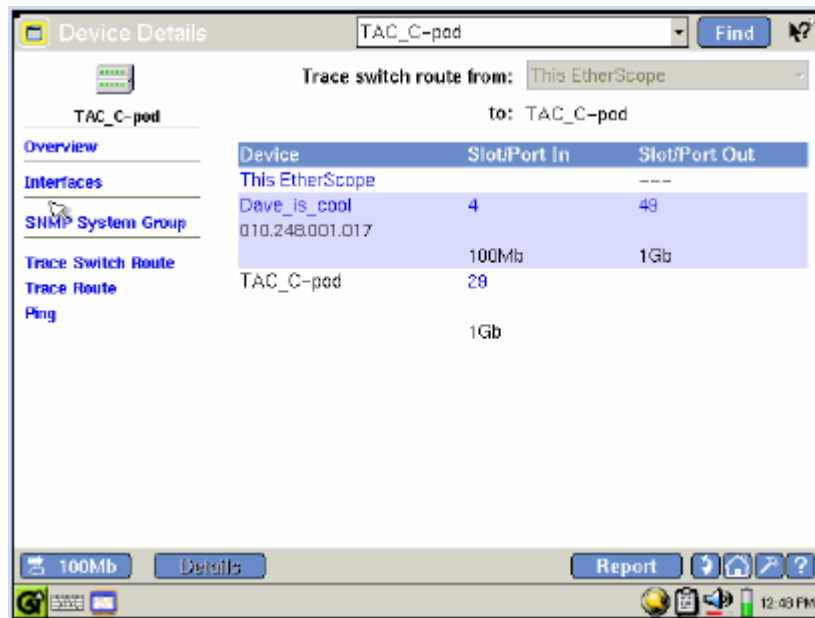 Device Details TAC_C-pod Find
Trace switch route from: This EtherScope
to: TAC_C-pod
TAC_C-pod
Overview
Interfaces
SNMP System Group
Trace Switch Route
Trace Route
Ping
Device Slot/Port In Slot/Port Out
This EtherScope ---
Dave_is_cool 4 49
010.248.001.017
100Mb 1Gb
TAC_C-pod 29
1Gb
100Mb Details Report ?
12:48 PM